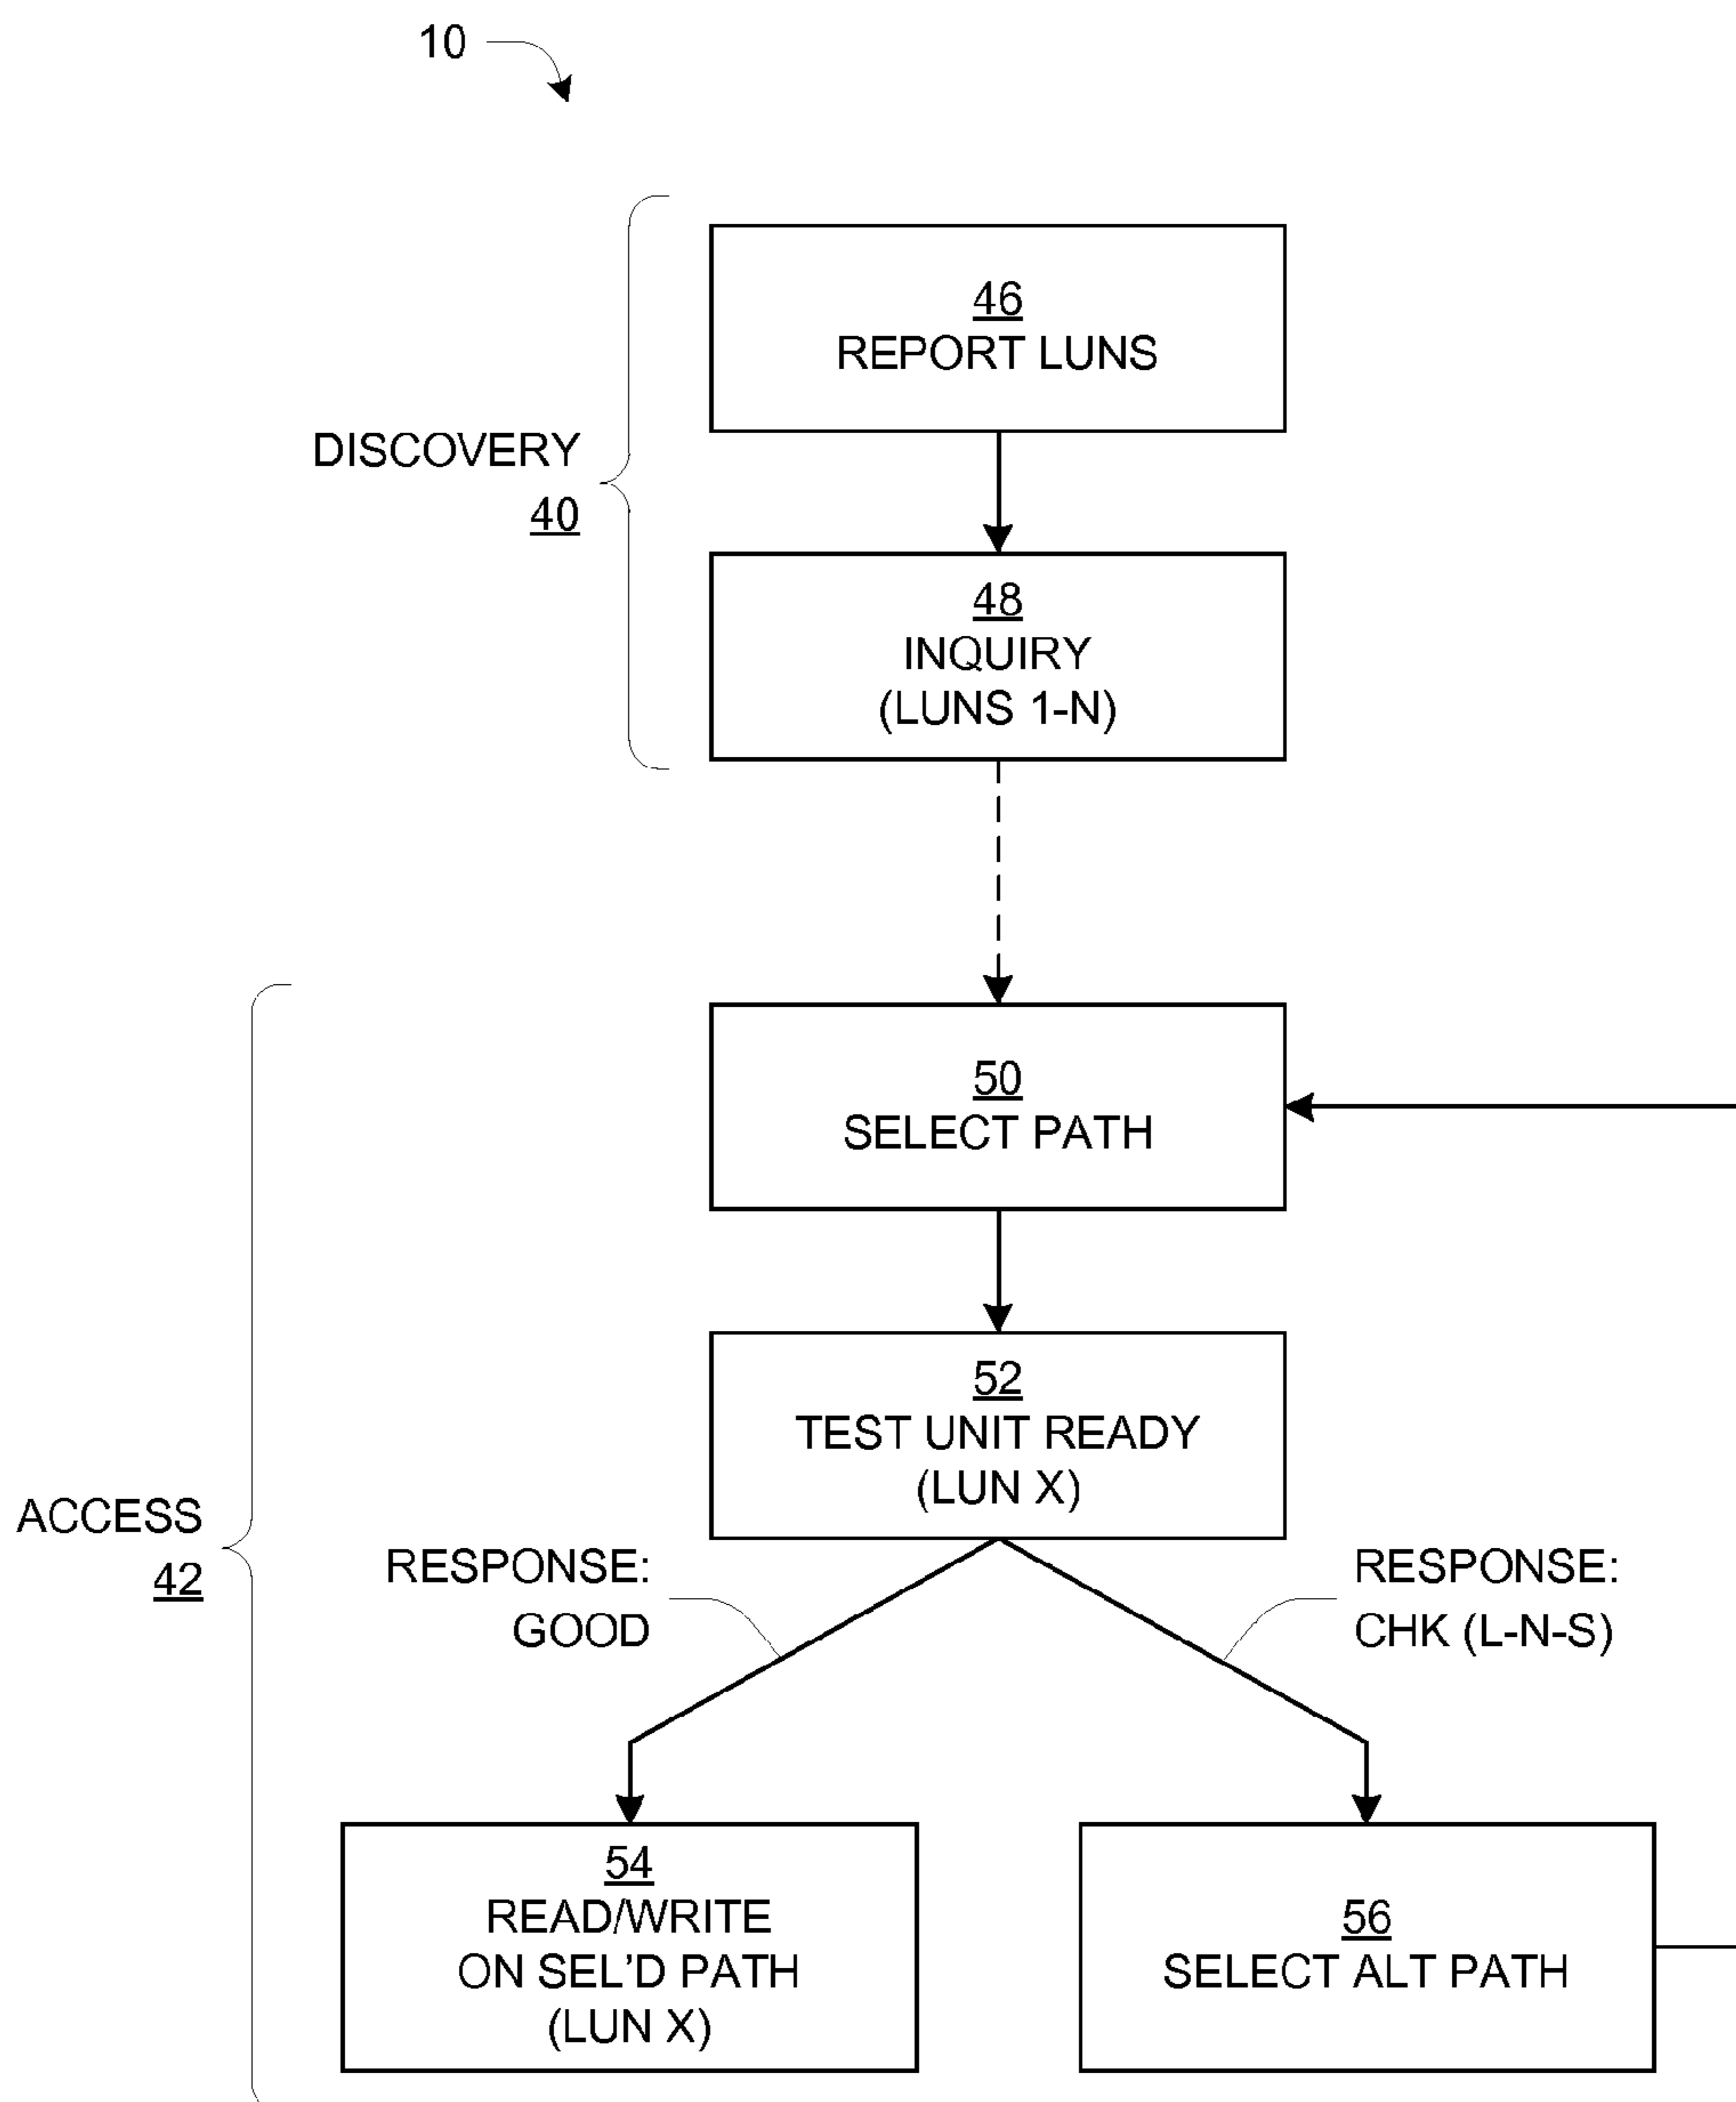 10
46
REPORT LUNS
DISCOVERY
40
48
INQUIRY
(LUNS 1-N)
50
SELECT PATH
52
TEST UNIT READY
(LUN X)
ACCESS
42
RESPONSE:
GOOD
RESPONSE:
CHK (L-N-S)
54
READ/WRITE
ON SEL'D PATH
(LUN X)
56
SELECT ALT PATH